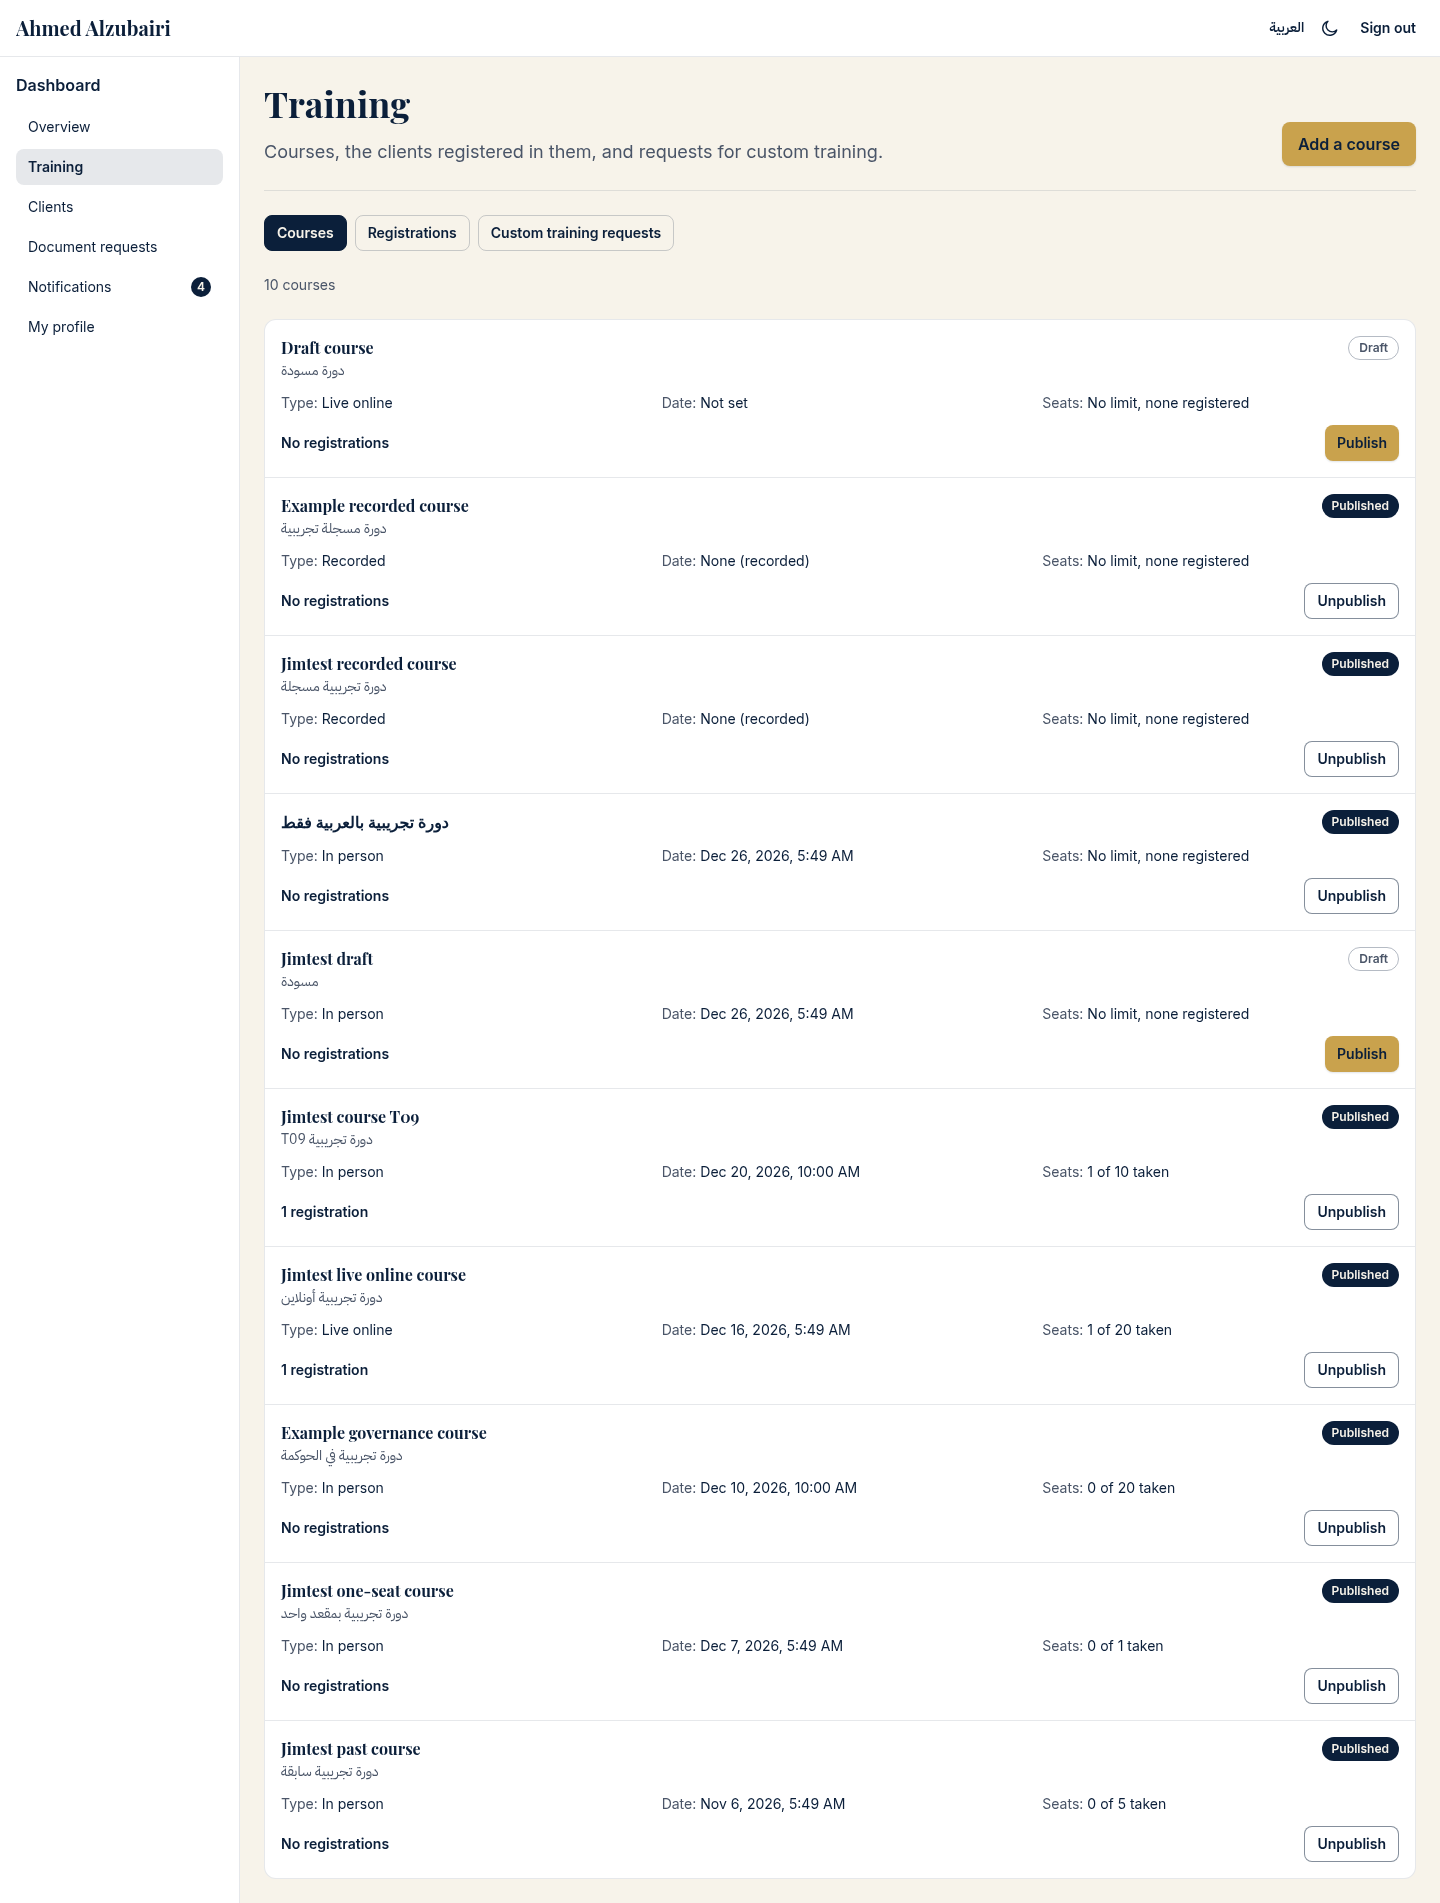 Ahmed Alzubairi
العربية
Sign out
Dashboard
Overview
Training
Clients
Document requests
Notifications 4
My profile
Training
Courses, the clients registered in them, and requests for custom training.
Add a course
Courses
Registrations
Custom training requests
10 courses
Draft course
Draft
دورة مسودة
Type: Live online
Date: Not set
Seats: No limit, none registered
No registrations
Publish
Example recorded course
Published
دورة مسجلة تجريبية
Type: Recorded
Date: None (recorded)
Seats: No limit, none registered
No registrations
Unpublish
Jimtest recorded course
Published
دورة تجريبية مسجلة
Type: Recorded
Date: None (recorded)
Seats: No limit, none registered
No registrations
Unpublish
دورة تجريبية بالعربية فقط
Published
Type: In person
Date: Dec 26, 2026, 5:49 AM
Seats: No limit, none registered
No registrations
Unpublish
Jimtest draft
Draft
مسودة
Type: In person
Date: Dec 26, 2026, 5:49 AM
Seats: No limit, none registered
No registrations
Publish
Jimtest course T09
Published
دورة تجريبية T09
Type: In person
Date: Dec 20, 2026, 10:00 AM
Seats: 1 of 10 taken
1 registration
Unpublish
Jimtest live online course
Published
دورة تجريبية أونلاين
Type: Live online
Date: Dec 16, 2026, 5:49 AM
Seats: 1 of 20 taken
1 registration
Unpublish
Example governance course
Published
دورة تجريبية في الحوكمة
Type: In person
Date: Dec 10, 2026, 10:00 AM
Seats: 0 of 20 taken
No registrations
Unpublish
Jimtest one-seat course
Published
دورة تجريبية بمقعد واحد
Type: In person
Date: Dec 7, 2026, 5:49 AM
Seats: 0 of 1 taken
No registrations
Unpublish
Jimtest past course
Published
دورة تجريبية سابقة
Type: In person
Date: Nov 6, 2026, 5:49 AM
Seats: 0 of 5 taken
No registrations
Unpublish